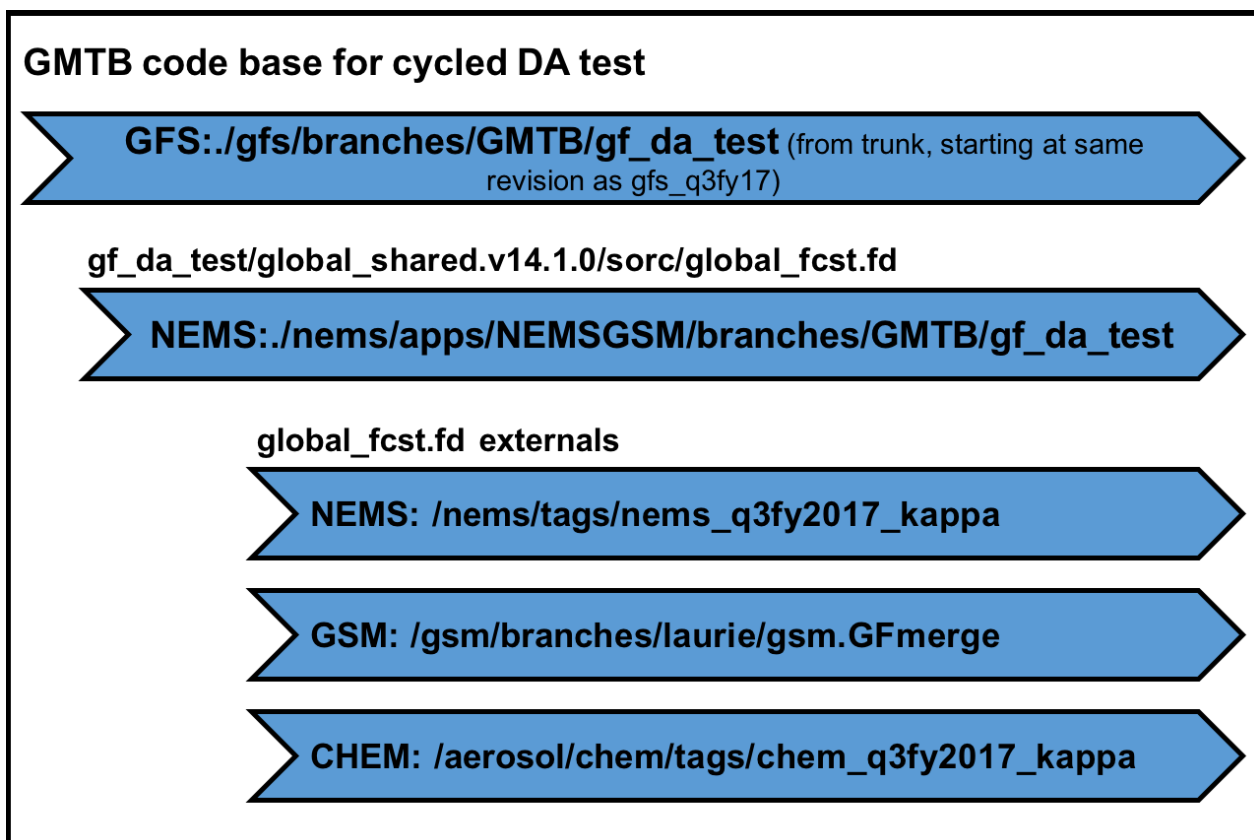 GMTB code base for cycled DA test
GFS:./gfs/branches/GMTB/gf_da_test (from trunk, starting at same
revision as gfs_q3fy17)
gf_da_test/global_shared.v14.1.0/sorc/global_fcst.fd
NEMS:./nems/apps/NEMSGSM/branches/GMTB/gf_da_test
global_fcst.fd externals
NEMS: /nems/tags/nems_q3fy2017_kappa
GSM: /gsm/branches/laurie/gsm.GFmerge
CHEM: /aerosol/chem/tags/chem_q3fy2017_kappa